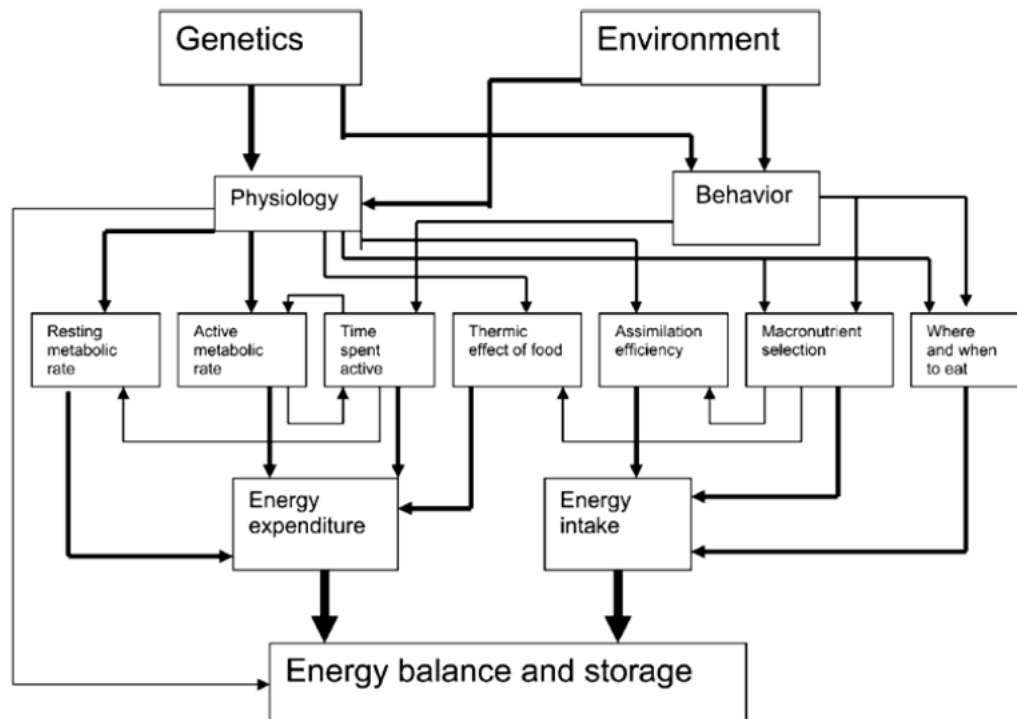 Genetics
Environment
Physiology
Behavior
Resting
metabolic
rate
Active
metabolic
rate
Time
spent
active
Thermic
effect of food
Assimilation
efficiency
Macronutrient
selection
Where
and when
to eat
Energy
expenditure
Energy
intake
Energy balance and storage